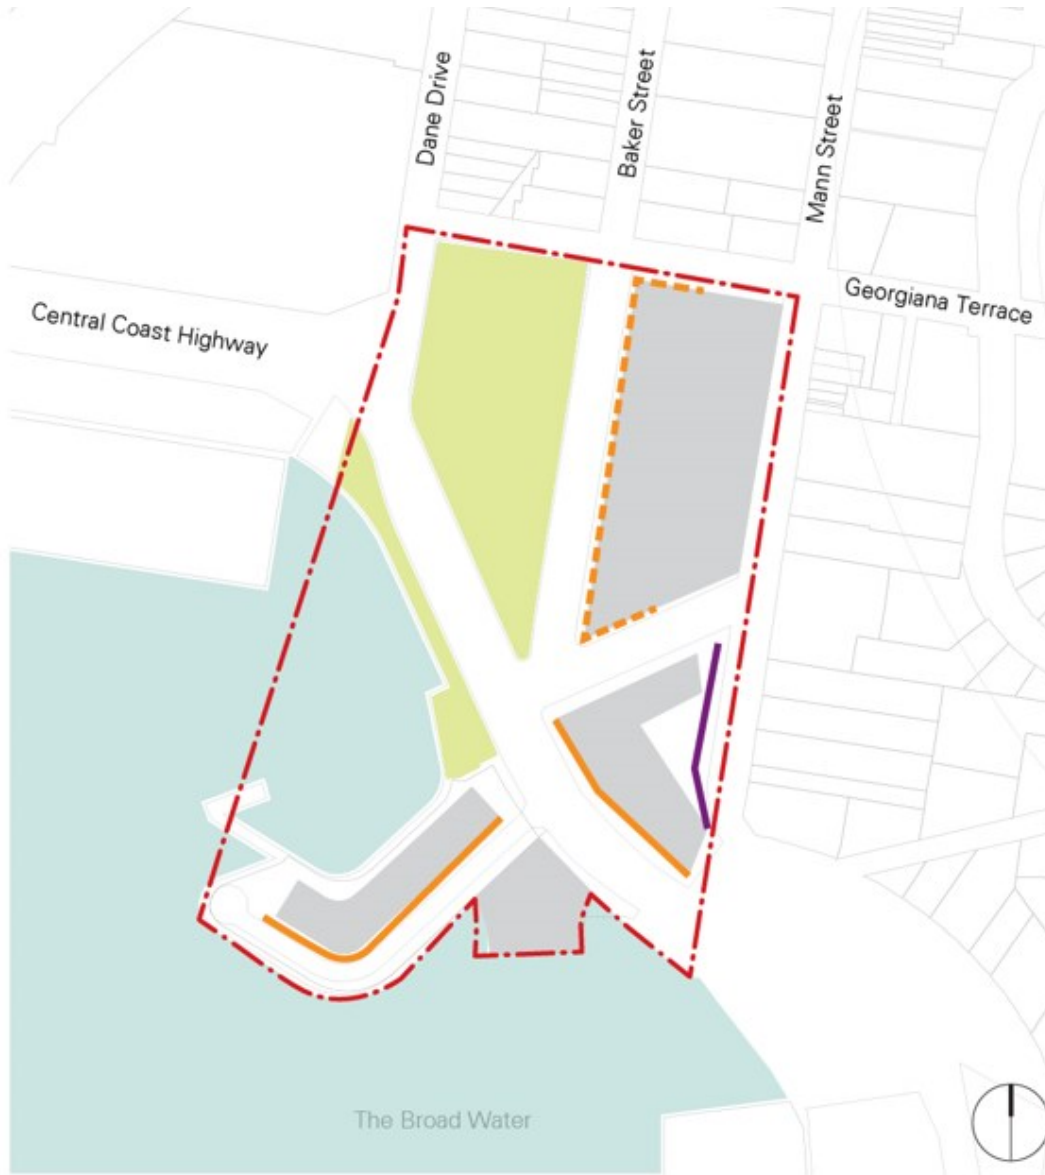 Dane Drive
Baker Street
Mann Street
Georgiana Terrace
Central Coast Highway
The Broad Water